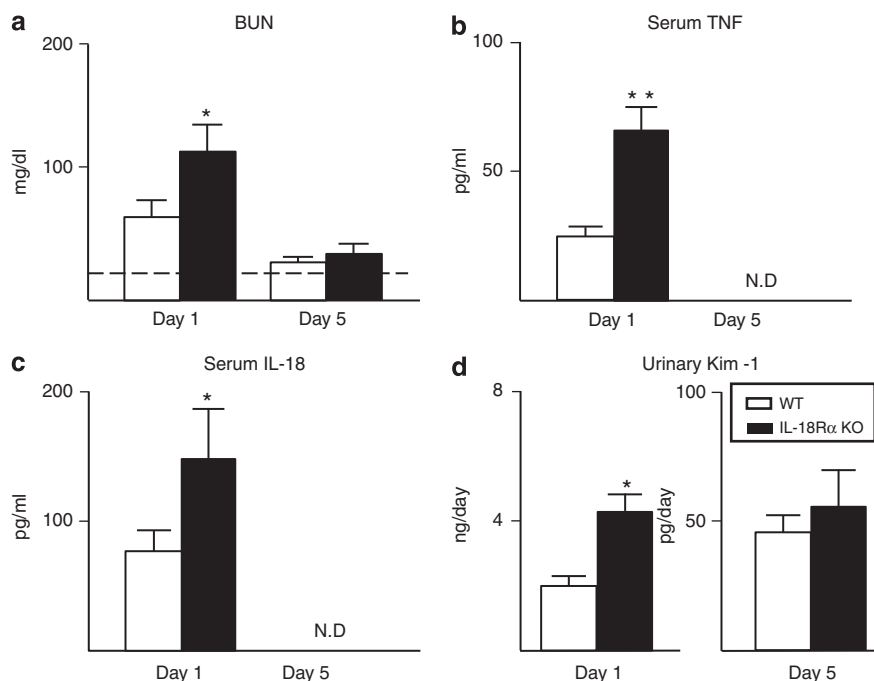 a
BUN
200
100
mg/dl
*
Day 1
Day 5
b
Serum TNF
100
50
pg/ml
* *
N.D
Day 1
Day 5
c
Serum IL-18
200
100
pg/ml
*
N.D
Day 1
Day 5
d
Urinary Kim -1
8
4
ng/day
*
Day 1
100
50
pg/day
WT
IL-18Rα KO
Day 5